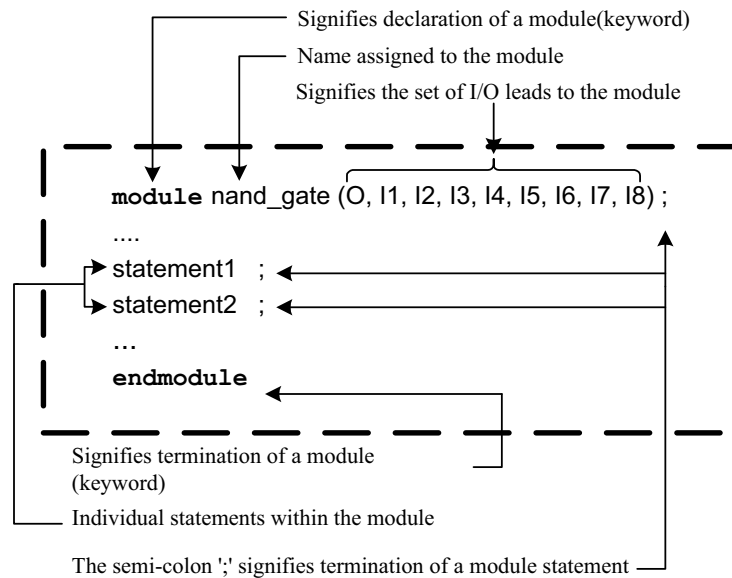 Signifies declaration of a module(keyword)
Name assigned to the module
Signifies the set of I/O leads to the module
module nand_gate (O, I1, I2, I3, I4, I5, I6, I7, I8) ;
....
statement1 ;
statement2 ;
...
endmodule
Signifies termination of a module
(keyword)
Individual statements within the module
The semi-colon ';' signifies termination of a module statement